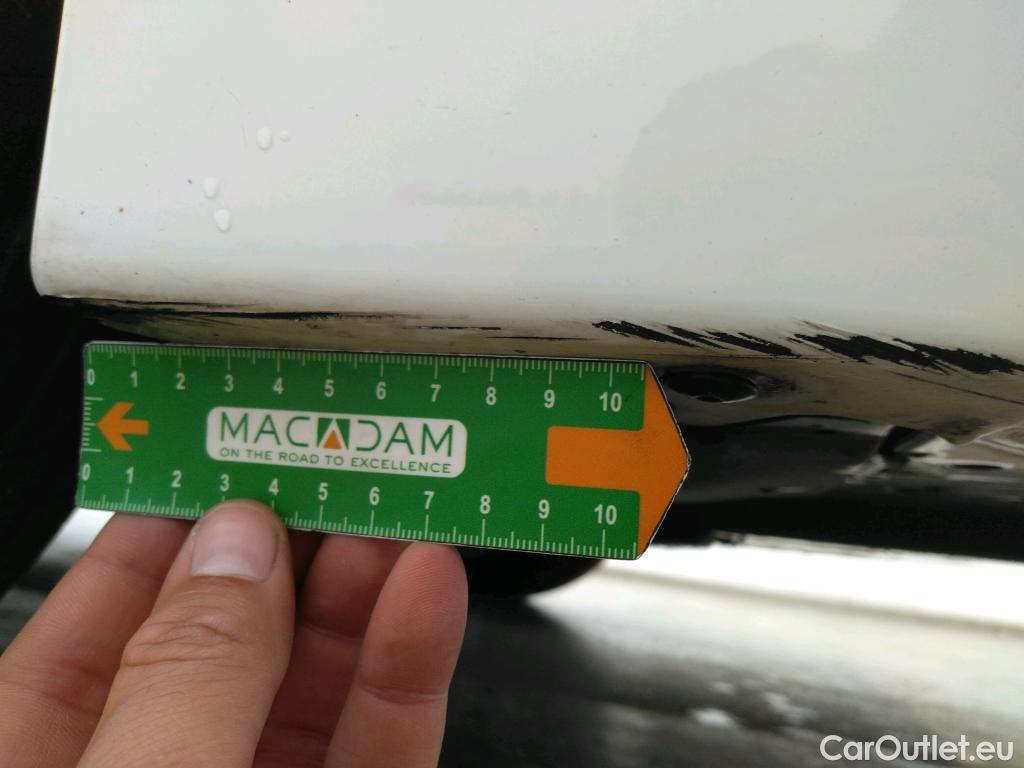 0 1 2 3 4 5 6 7 8 9 10
MACADAM
ON THE ROAD TO EXCELLENCE
0 1 2 3 4 5 6 7 8 9 10
CarOutlet.eu